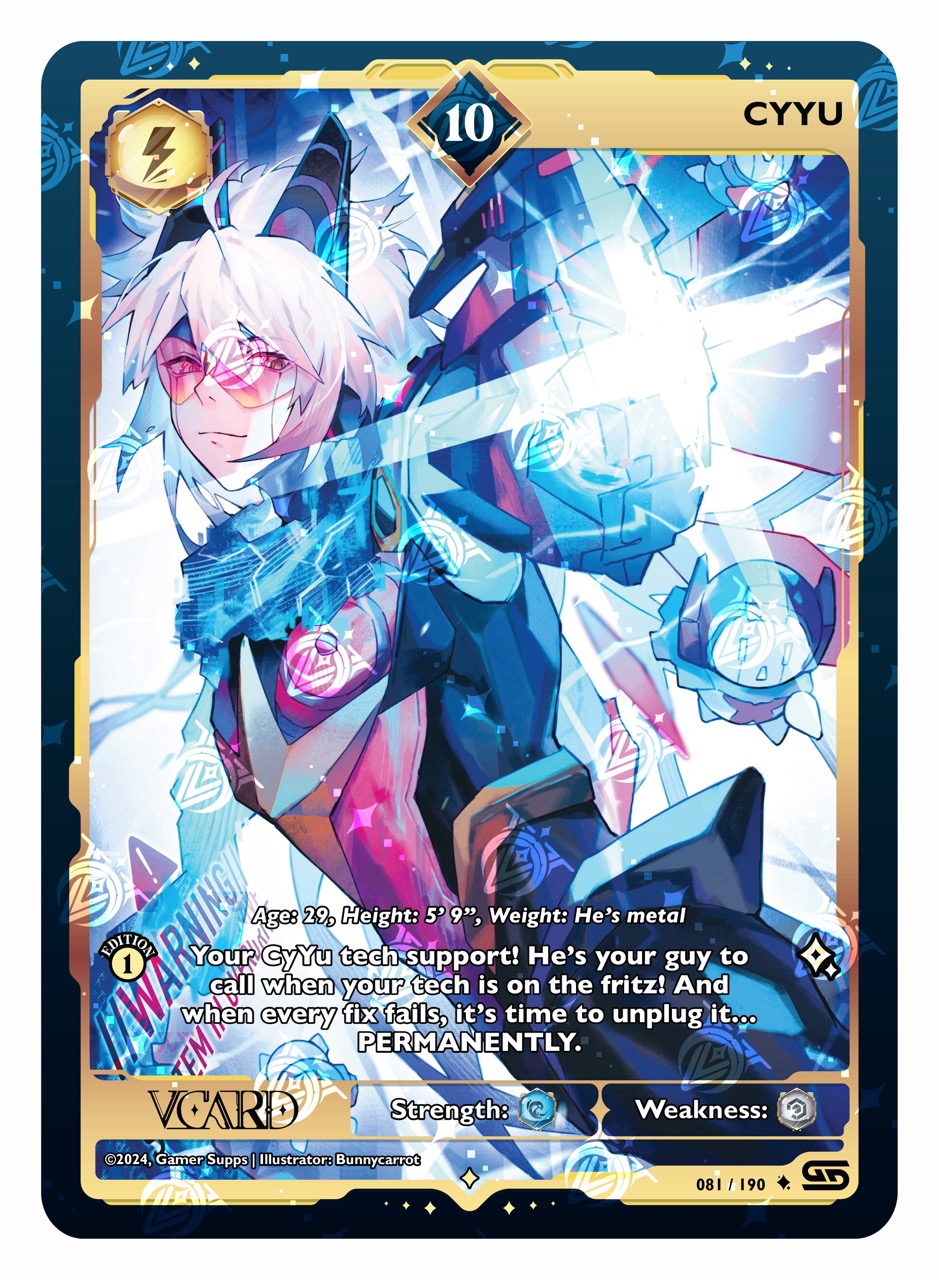 10
CYYU
Age: 29, Height: 5' 9”, Weight: He's metal
EDITION
1
Your CyYu tech support! He's your guy to
call when your tech is on the fritz! And
when every fix fails, it's time to unplug it...
PERMANENTLY.
WARNING
VCARD
Strength:
Weakness:
©2024, Gamer Supps | Illustrator: Bunnycarrot
081 / 190